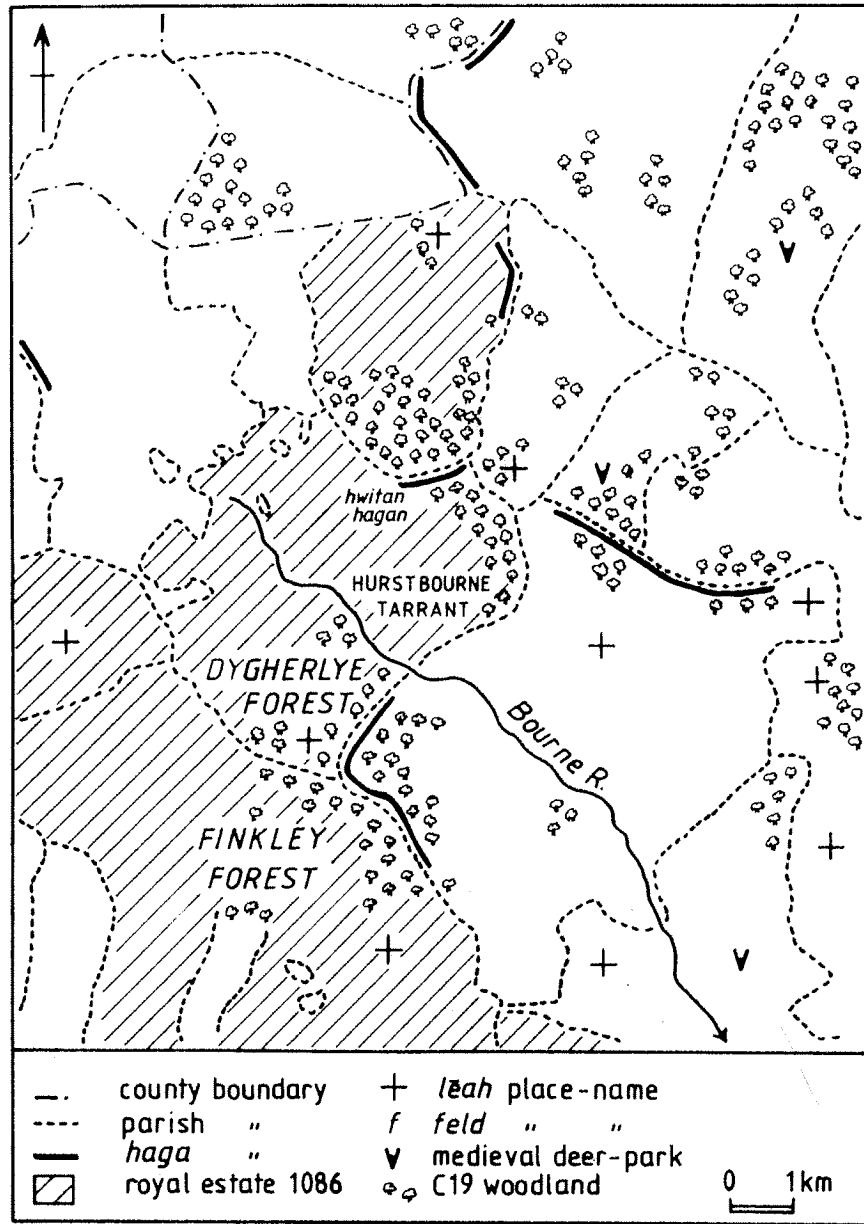 hwitan
hagan
HURSTBOURNE
TARRANT
DYGHERLYE
FOREST
Bourne R.
FINKLEY
FOREST
county boundary
parish "
haga "
royal estate 1086
lēah place-name
f feld " "
medieval deer-park
C19 woodland
0 1km